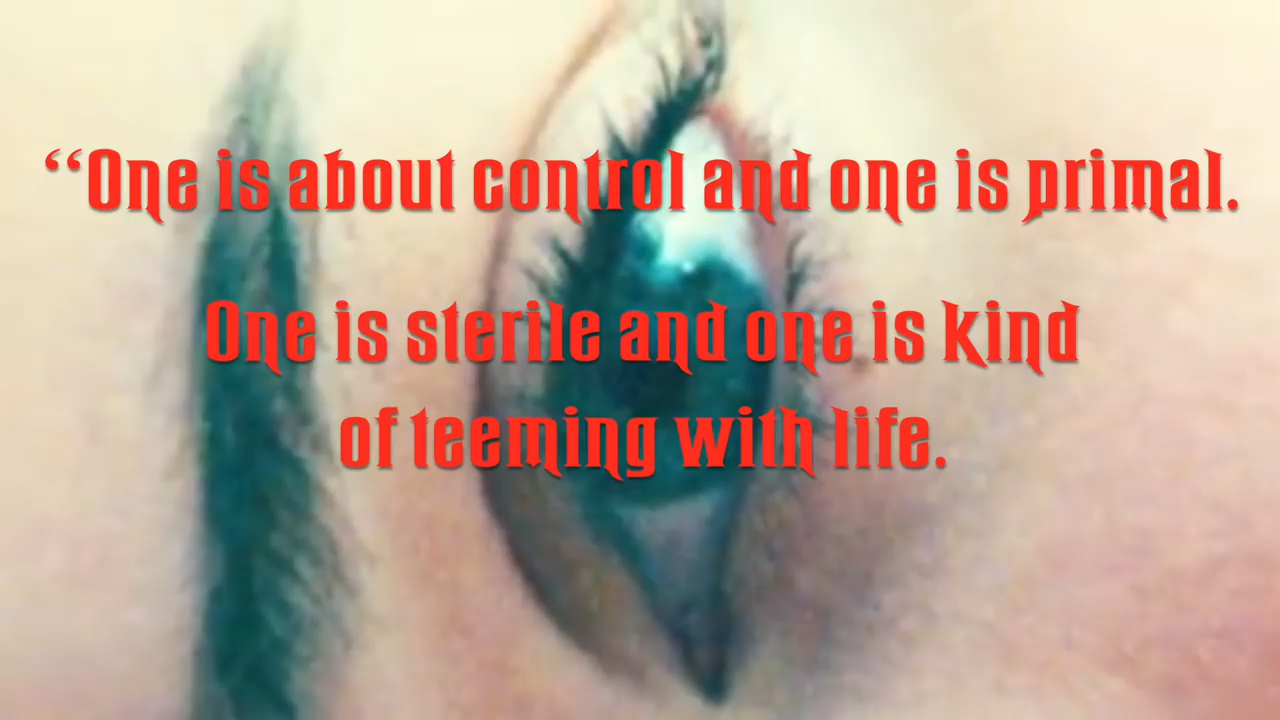 “One is about control and one is primal.
One is sterile and one is kind
of teeming with life.